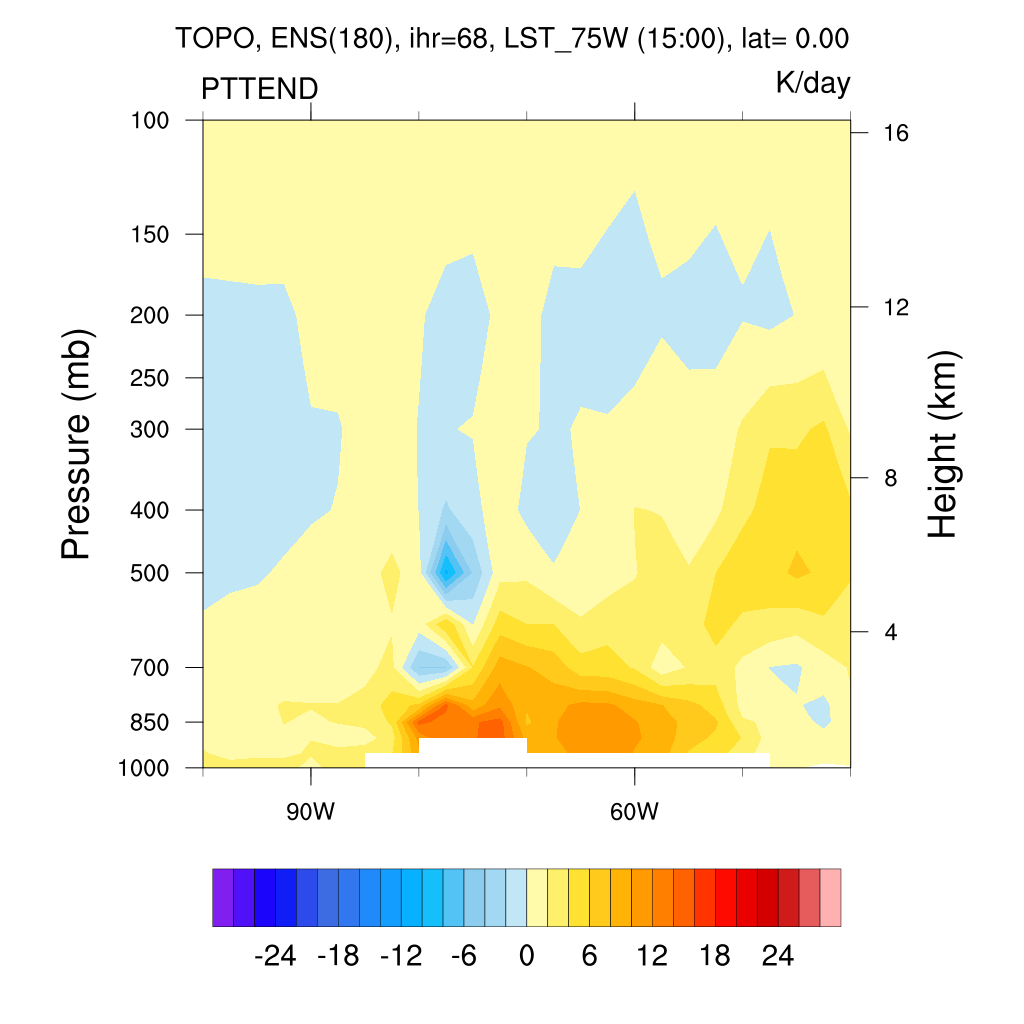 TOPO, ENS(180), ihr=68, LST_75W (15:00), lat= 0.00
PTTEND K/day
100
150
200
250
300
400
500
700
850
1000
Pressure (mb)
16
12
8
4
Height (km)
90W 60W
-24 -18 -12 -6 0 6 12 18 24